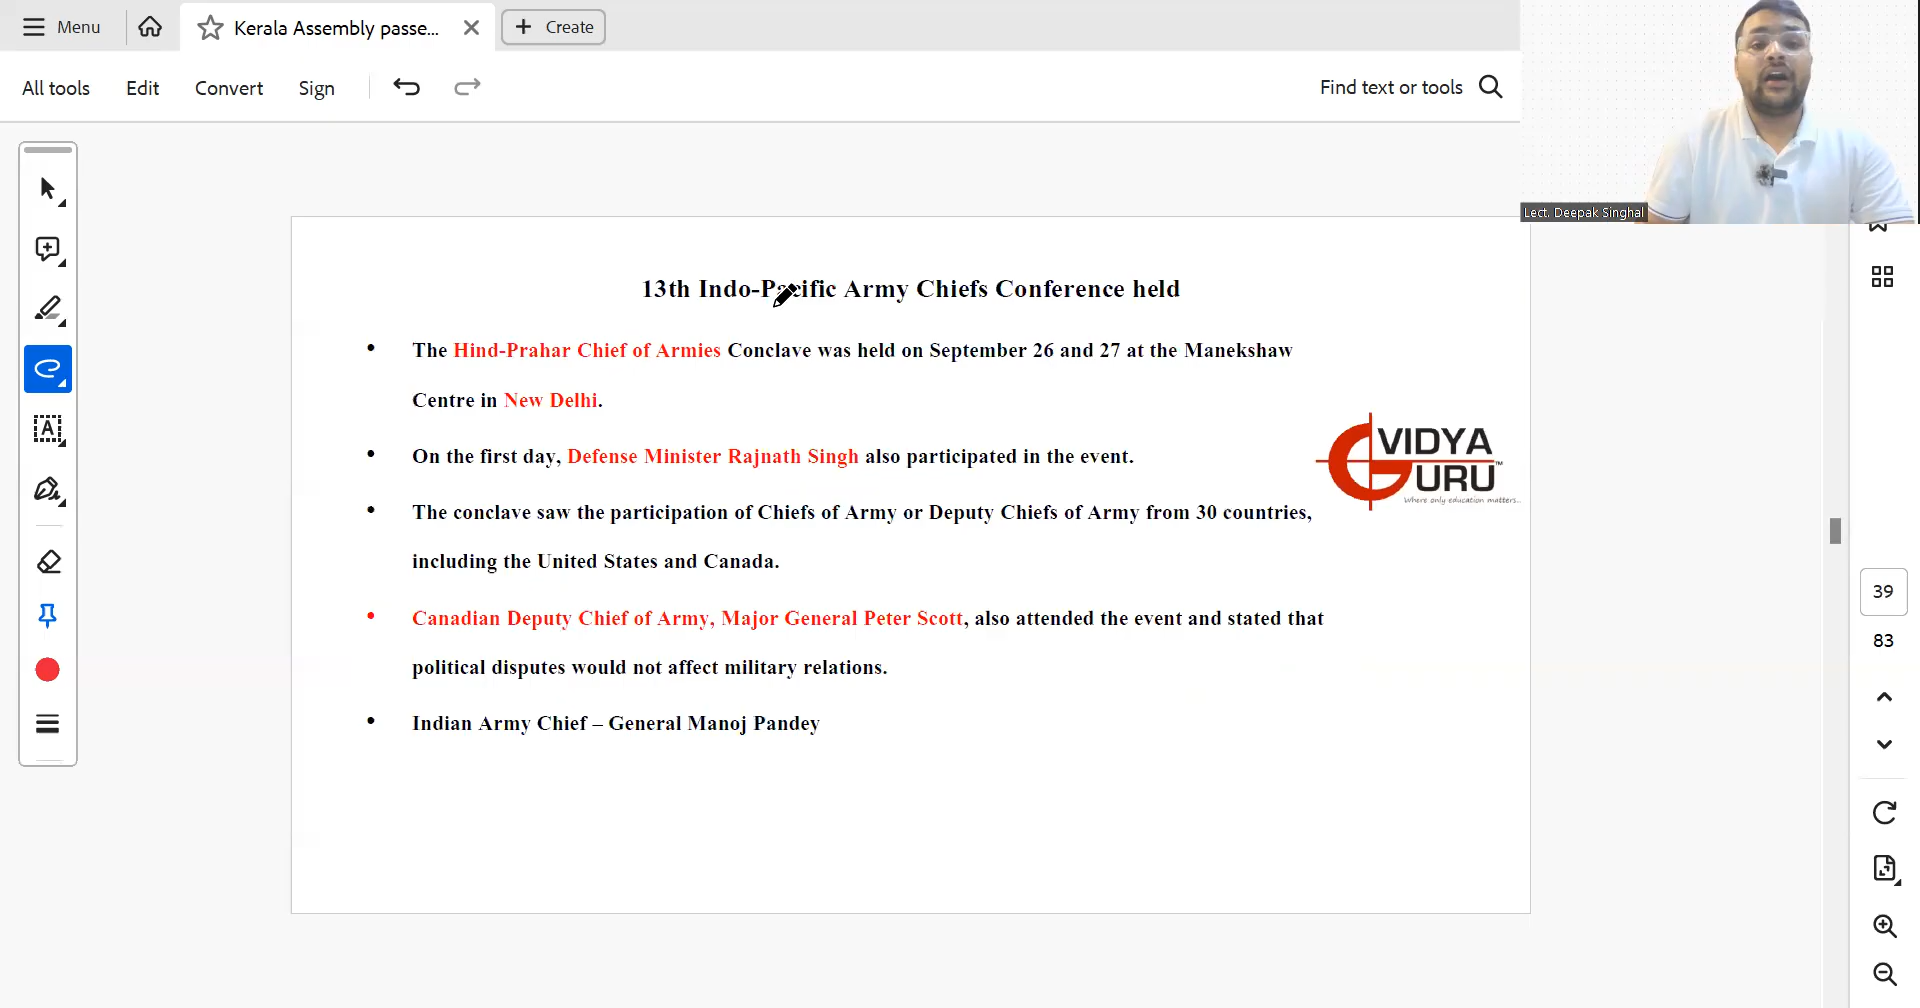 Menu
Kerala Assembly passe...
Create
All tools
Edit
Convert
Sign
Find text or tools
Lect. Deepak Singhal
13th Indo-Pacific Army Chiefs Conference held
• The Hind-Prahar Chief of Armies Conclave was held on September 26 and 27 at the Manekshaw
Centre in New Delhi.
• On the first day, Defense Minister Rajnath Singh also participated in the event.
• The conclave saw the participation of Chiefs of Army or Deputy Chiefs of Army from 30 countries,
including the United States and Canada.
• Canadian Deputy Chief of Army, Major General Peter Scott, also attended the event and stated that
political disputes would not affect military relations.
• Indian Army Chief – General Manoj Pandey
VIDYA
GURU™
Where only education matters...
39
83